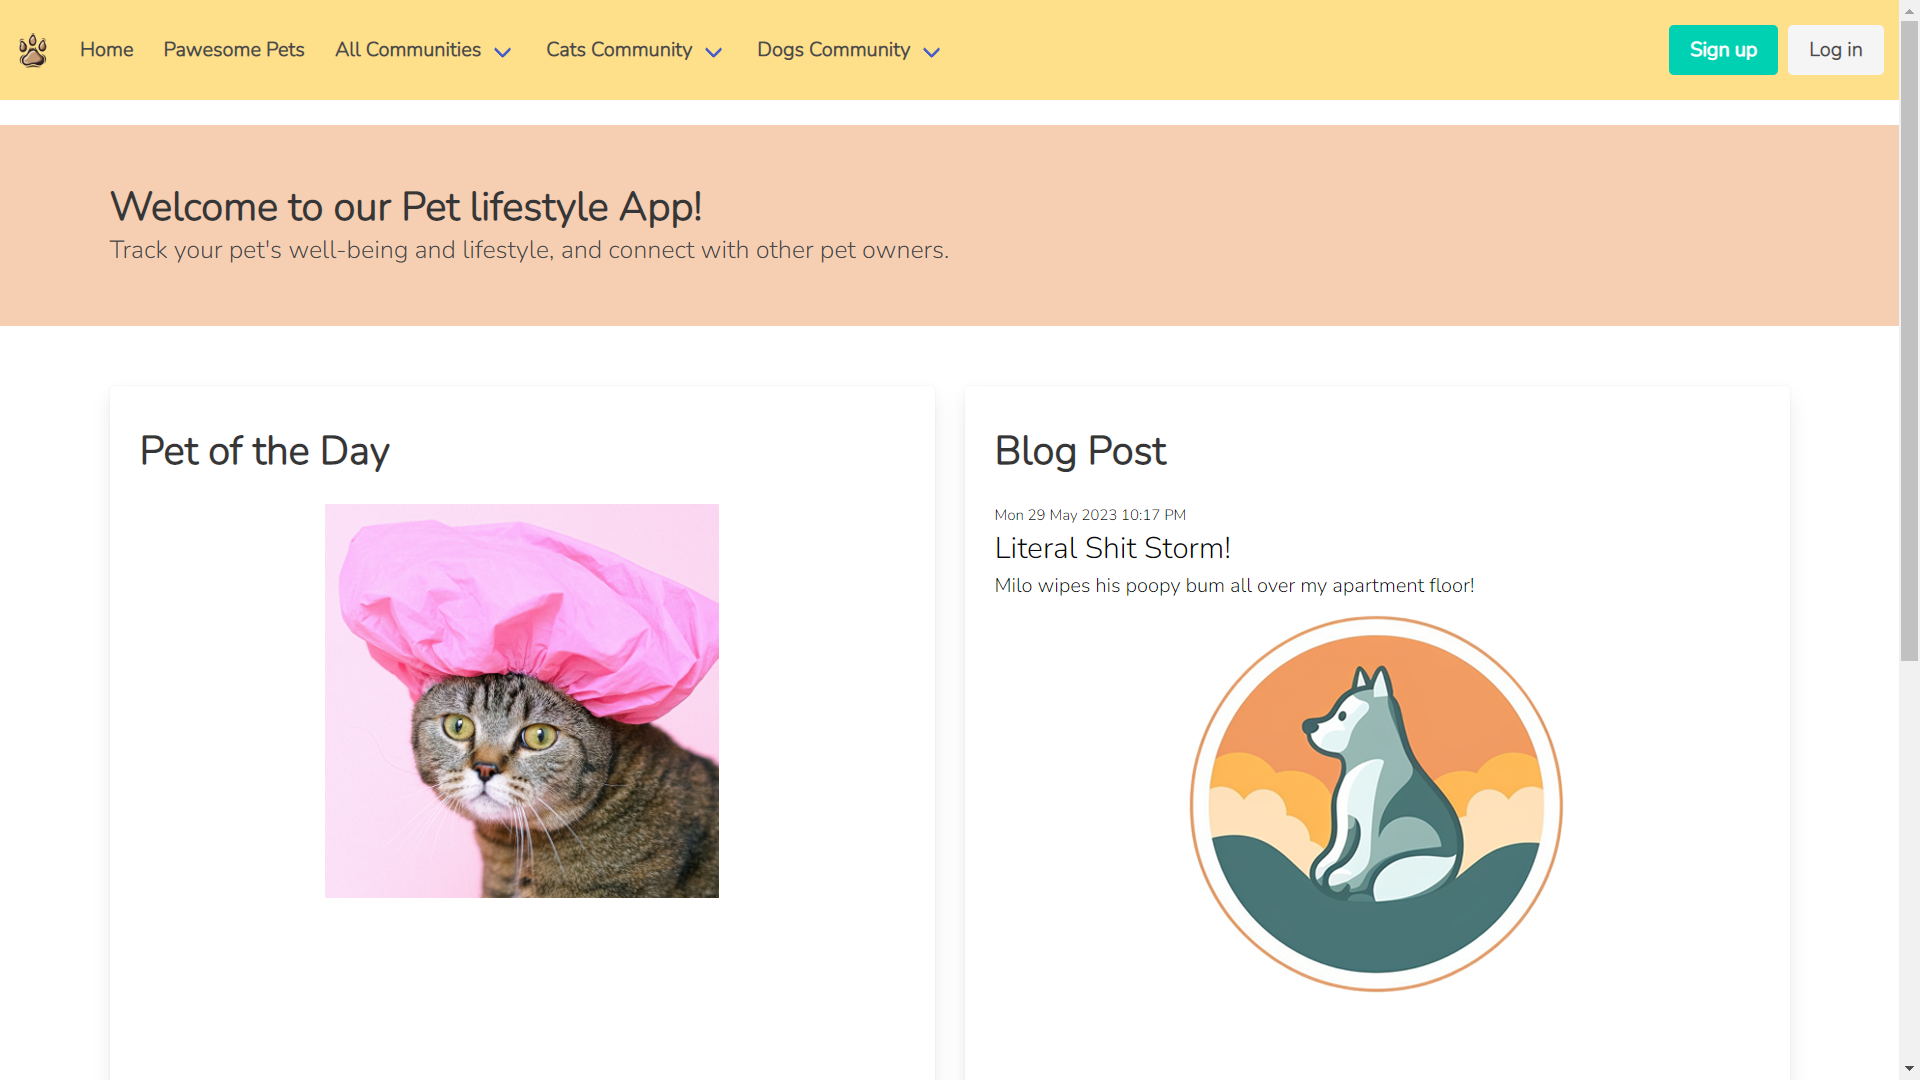 Home
Pawesome Pets
All Communities
Cats Community
Dogs Community
Sign up
Log in
Welcome to our Pet lifestyle App!
Track your pet's well-being and lifestyle, and connect with other pet owners.
Pet of the Day
Blog Post
Mon 29 May 2023 10:17 PM
Literal Shit Storm!
Milo wipes his poopy bum all over my apartment floor!